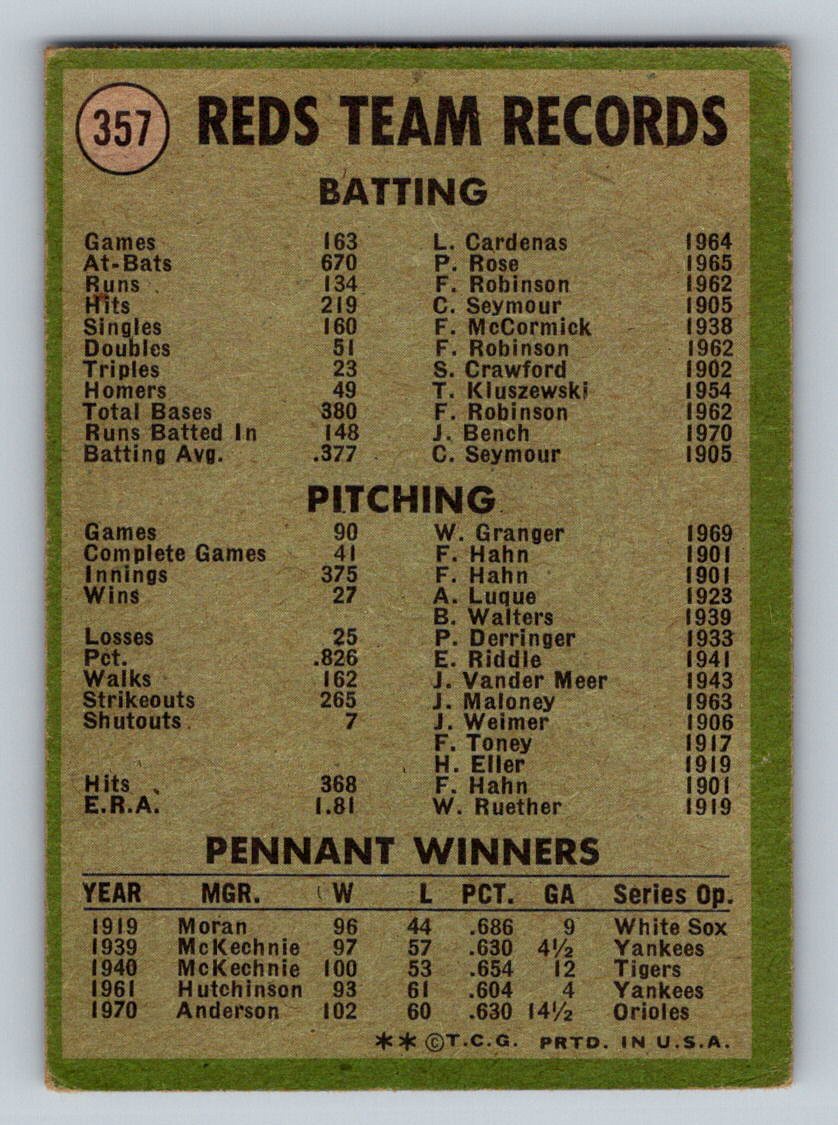 357 REDS TEAM RECORDS
BATTING
Games 163 L. Cardenas 1964
At-Bats 670 P. Rose 1965
Runs 134 F. Robinson 1962
Hits 219 C. Seymour 1905
Singles 160 F. McCormick 1938
Doubles 51 F. Robinson 1962
Triples 23 S. Crawford 1902
Homers 49 T. Kluszewski 1954
Total Bases 380 F. Robinson 1962
Runs Batted In 148 J. Bench 1970
Batting Avg. .377 C. Seymour 1905
PITCHING
Games 90 W. Granger 1969
Complete Games 41 F. Hahn 1901
Innings 375 F. Hahn 1901
Wins 27 A. Luque 1923
B. Walters 1939
Losses 25 P. Derringer 1933
Pct. .826 E. Riddle 1941
Walks 162 J. Vander Meer 1943
Strikeouts 265 J. Maloney 1963
Shutouts 7 J. Weimer 1906
F. Toney 1917
H. Eller 1919
Hits 368 F. Hahn 1901
E.R.A. 1.81 W. Ruether 1919
PENNANT WINNERS
YEAR MGR. W L PCT. GA Series Op.
1919 Moran 96 44 .686 9 White Sox
1939 McKechnie 97 57 .630 4½ Yankees
1940 McKechnie 100 53 .654 12 Tigers
1961 Hutchinson 93 61 .604 4 Yankees
1970 Anderson 102 60 .630 14½ Orioles
** ©T.C.G. PRTD. IN U.S.A.